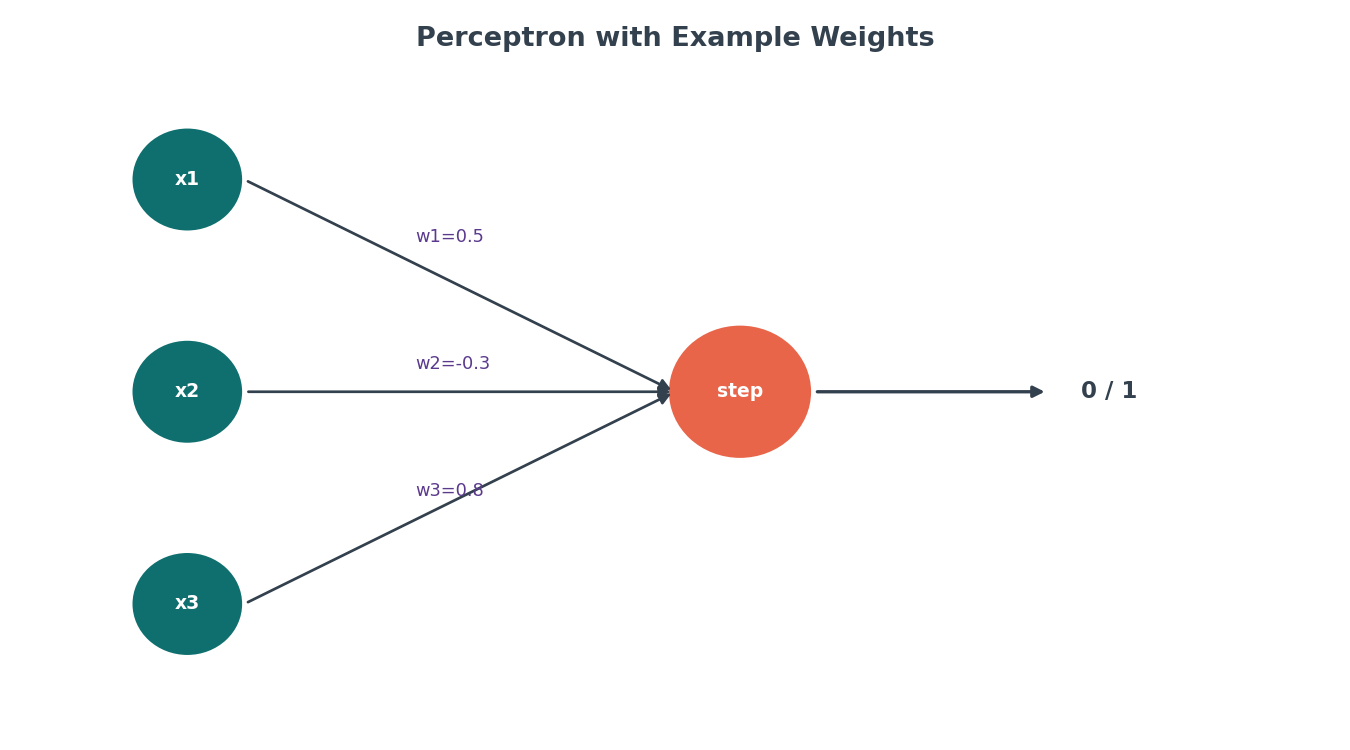 Perceptron with Example Weights
x1
w1=0.5
w2=-0.3
x2
step
0 / 1
w3=0.8
x3